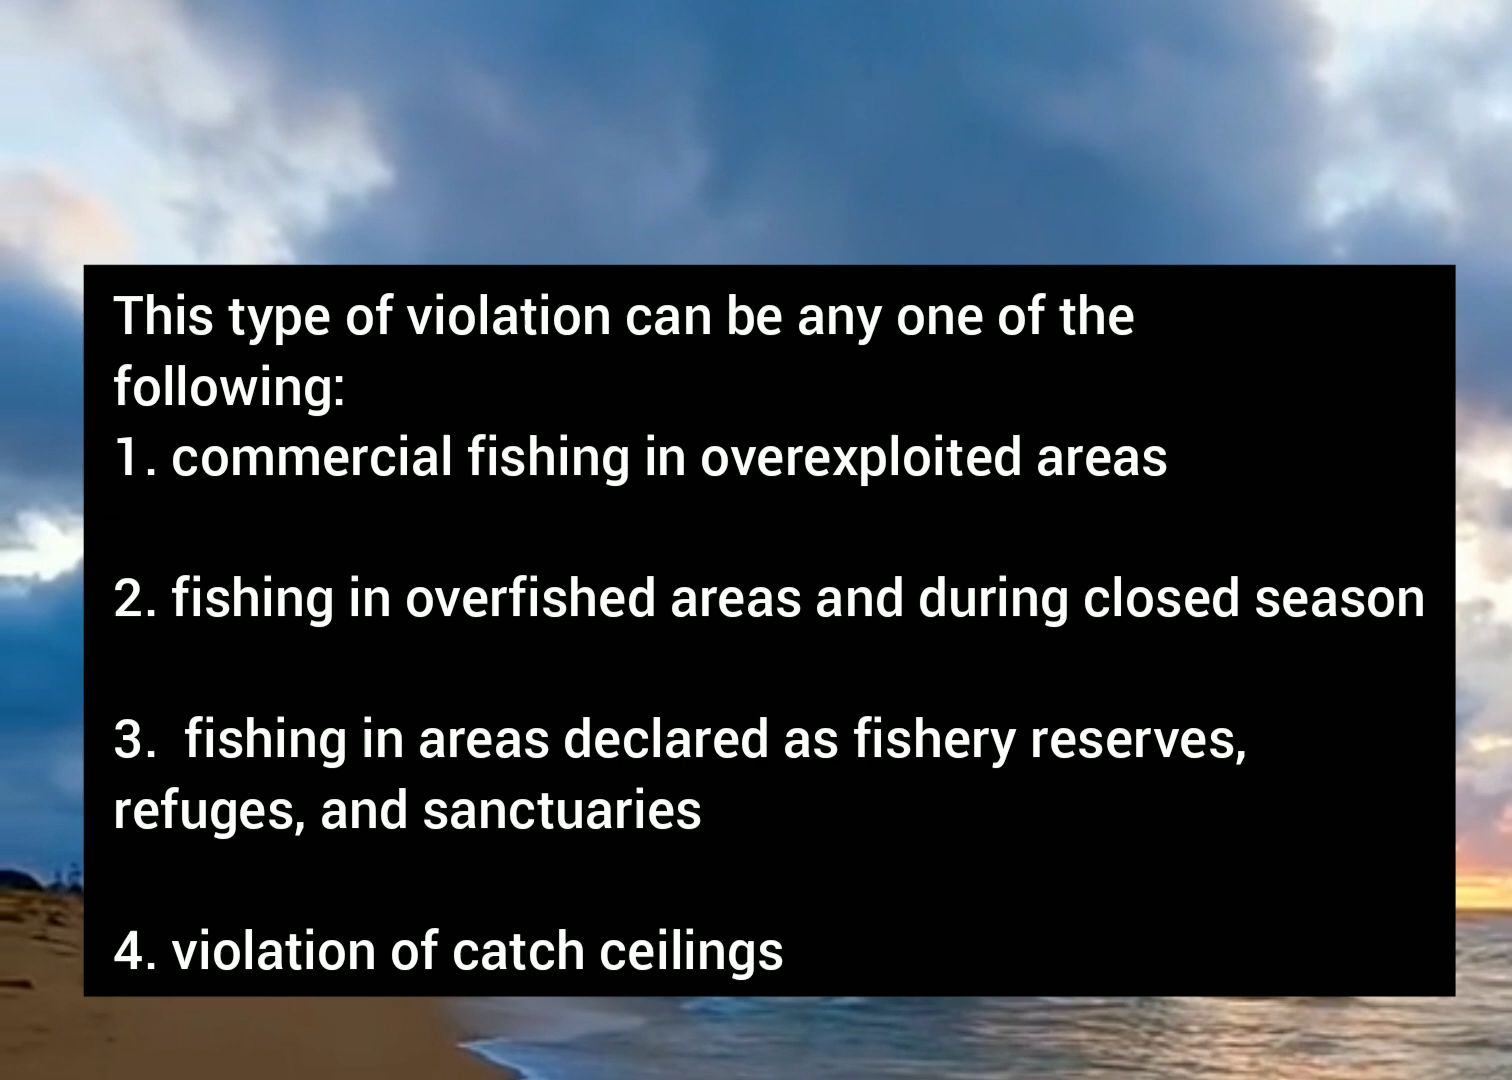 This type of violation can be any one of the
following:
1. commercial fishing in overexploited areas
2. fishing in overfished areas and during closed season
3.  fishing in areas declared as fishery reserves,
refuges, and sanctuaries
4. violation of catch ceilings